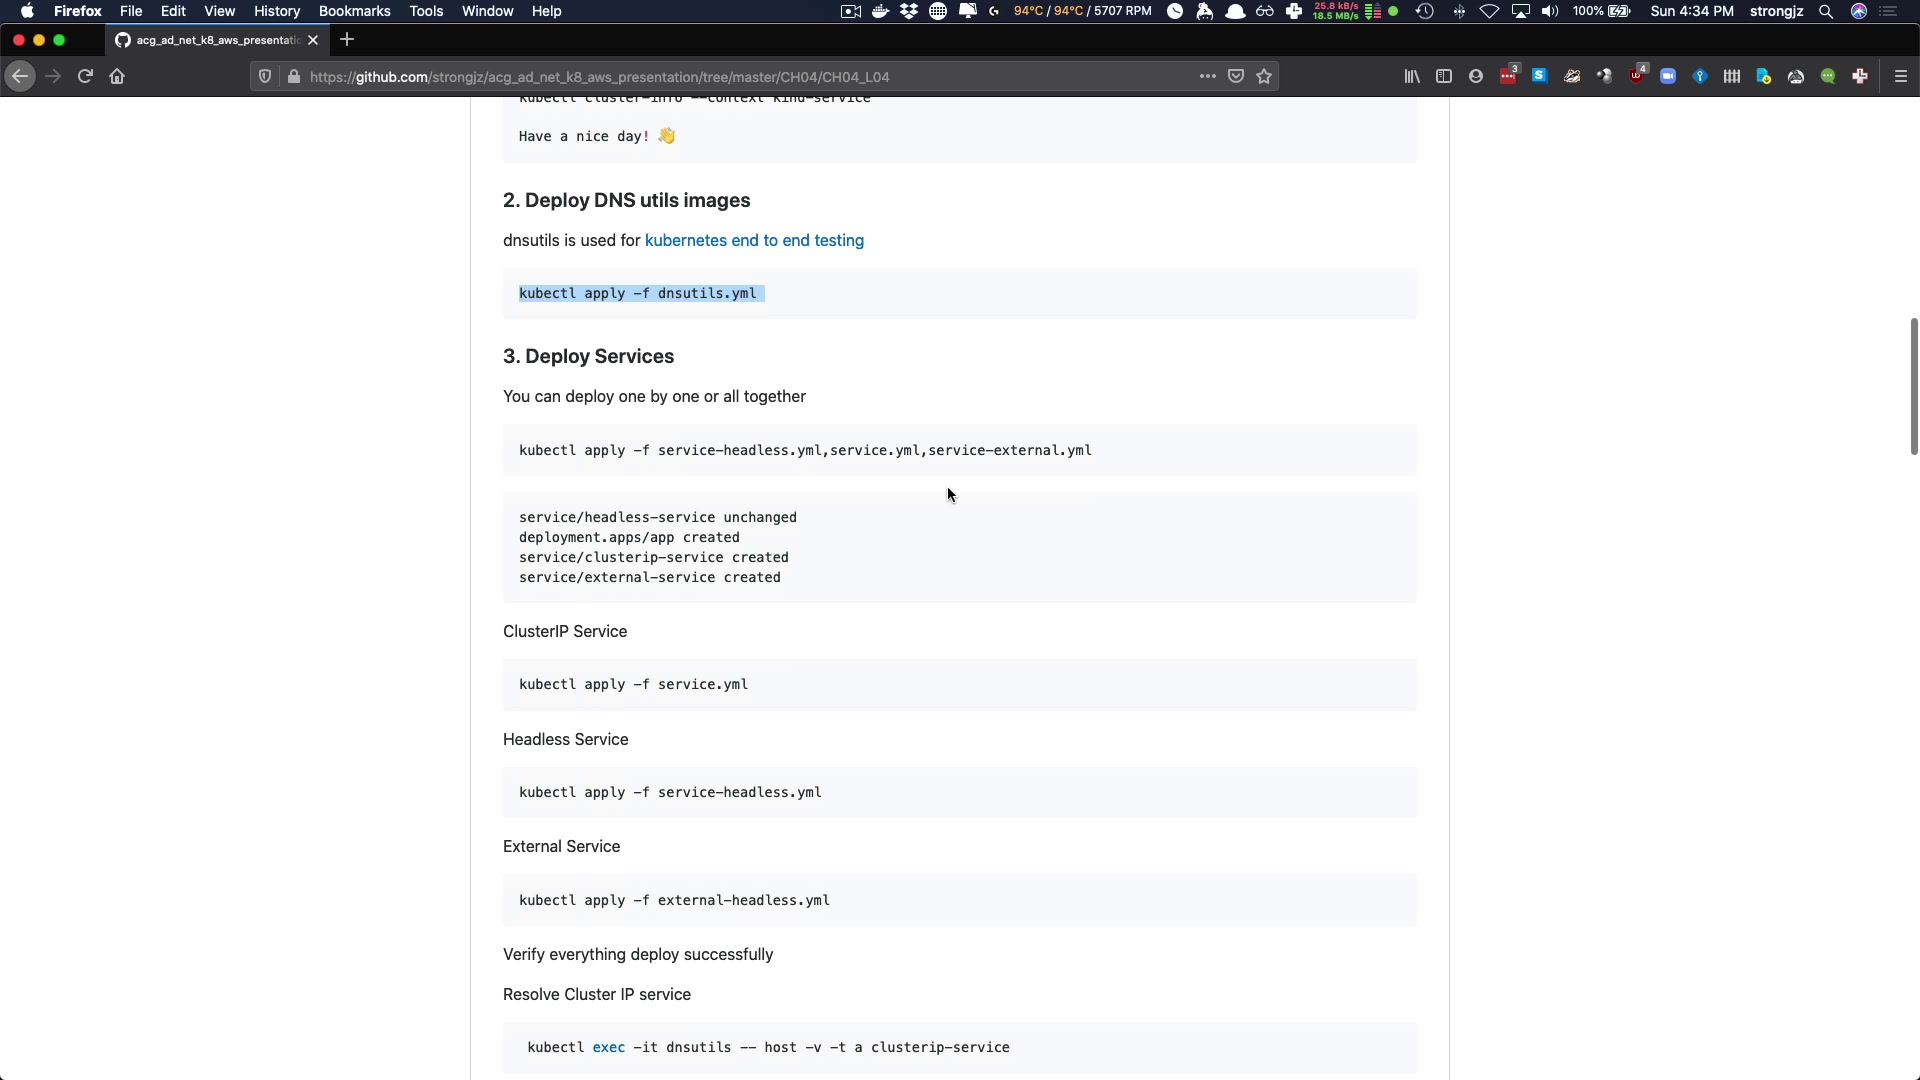 Firefox File Edit View History Bookmarks Tools Window Help 94°C / 94°C / 5707 RPM 25.8 kB/s 18.5 MB/s 100% Sun 4:34 PM strongjz
acg_ad_net_k8_aws_presentatic
https://github.com/strongjz/acg_ad_net_k8_aws_presentation/tree/master/CH04/CH04_L04 3 4
kubectl cluster-info --context kind-service
Have a nice day! 👋
2. Deploy DNS utils images
dnsutils is used for kubernetes end to end testing
kubectl apply -f dnsutils.yml
3. Deploy Services
You can deploy one by one or all together
kubectl apply -f service-headless.yml,service.yml,service-external.yml
service/headless-service unchanged
deployment.apps/app created
service/clusterip-service created
service/external-service created
ClusterIP Service
kubectl apply -f service.yml
Headless Service
kubectl apply -f service-headless.yml
External Service
kubectl apply -f external-headless.yml
Verify everything deploy successfully
Resolve Cluster IP service
kubectl exec -it dnsutils -- host -v -t a clusterip-service